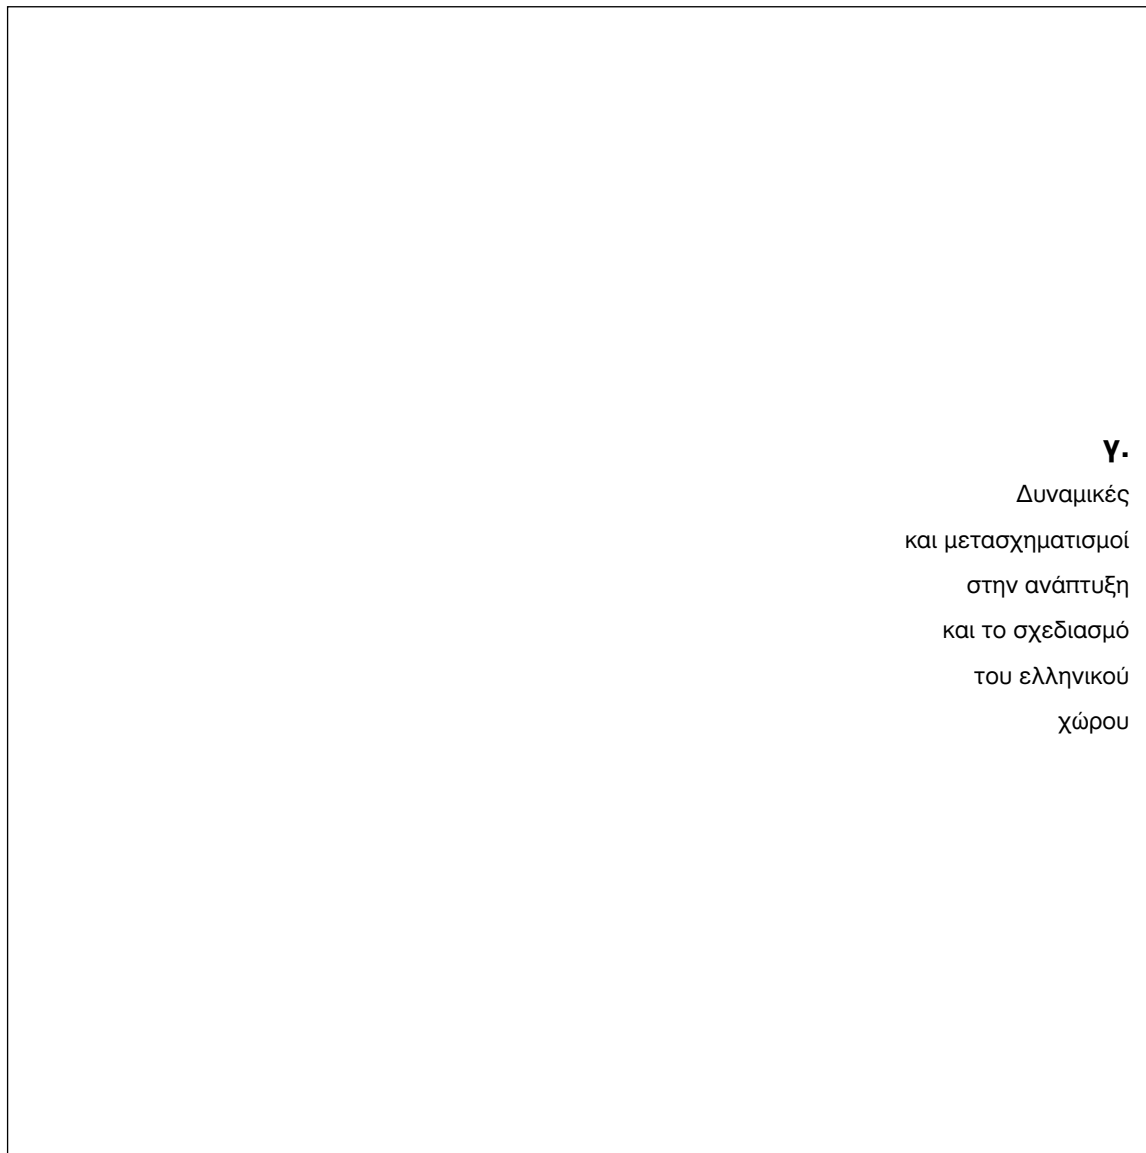 γ.
Δυναμικές
και μετασχηματισμοί
στην ανάπτυξη
και το σχεδιασμό
του ελληνικού
χώρου